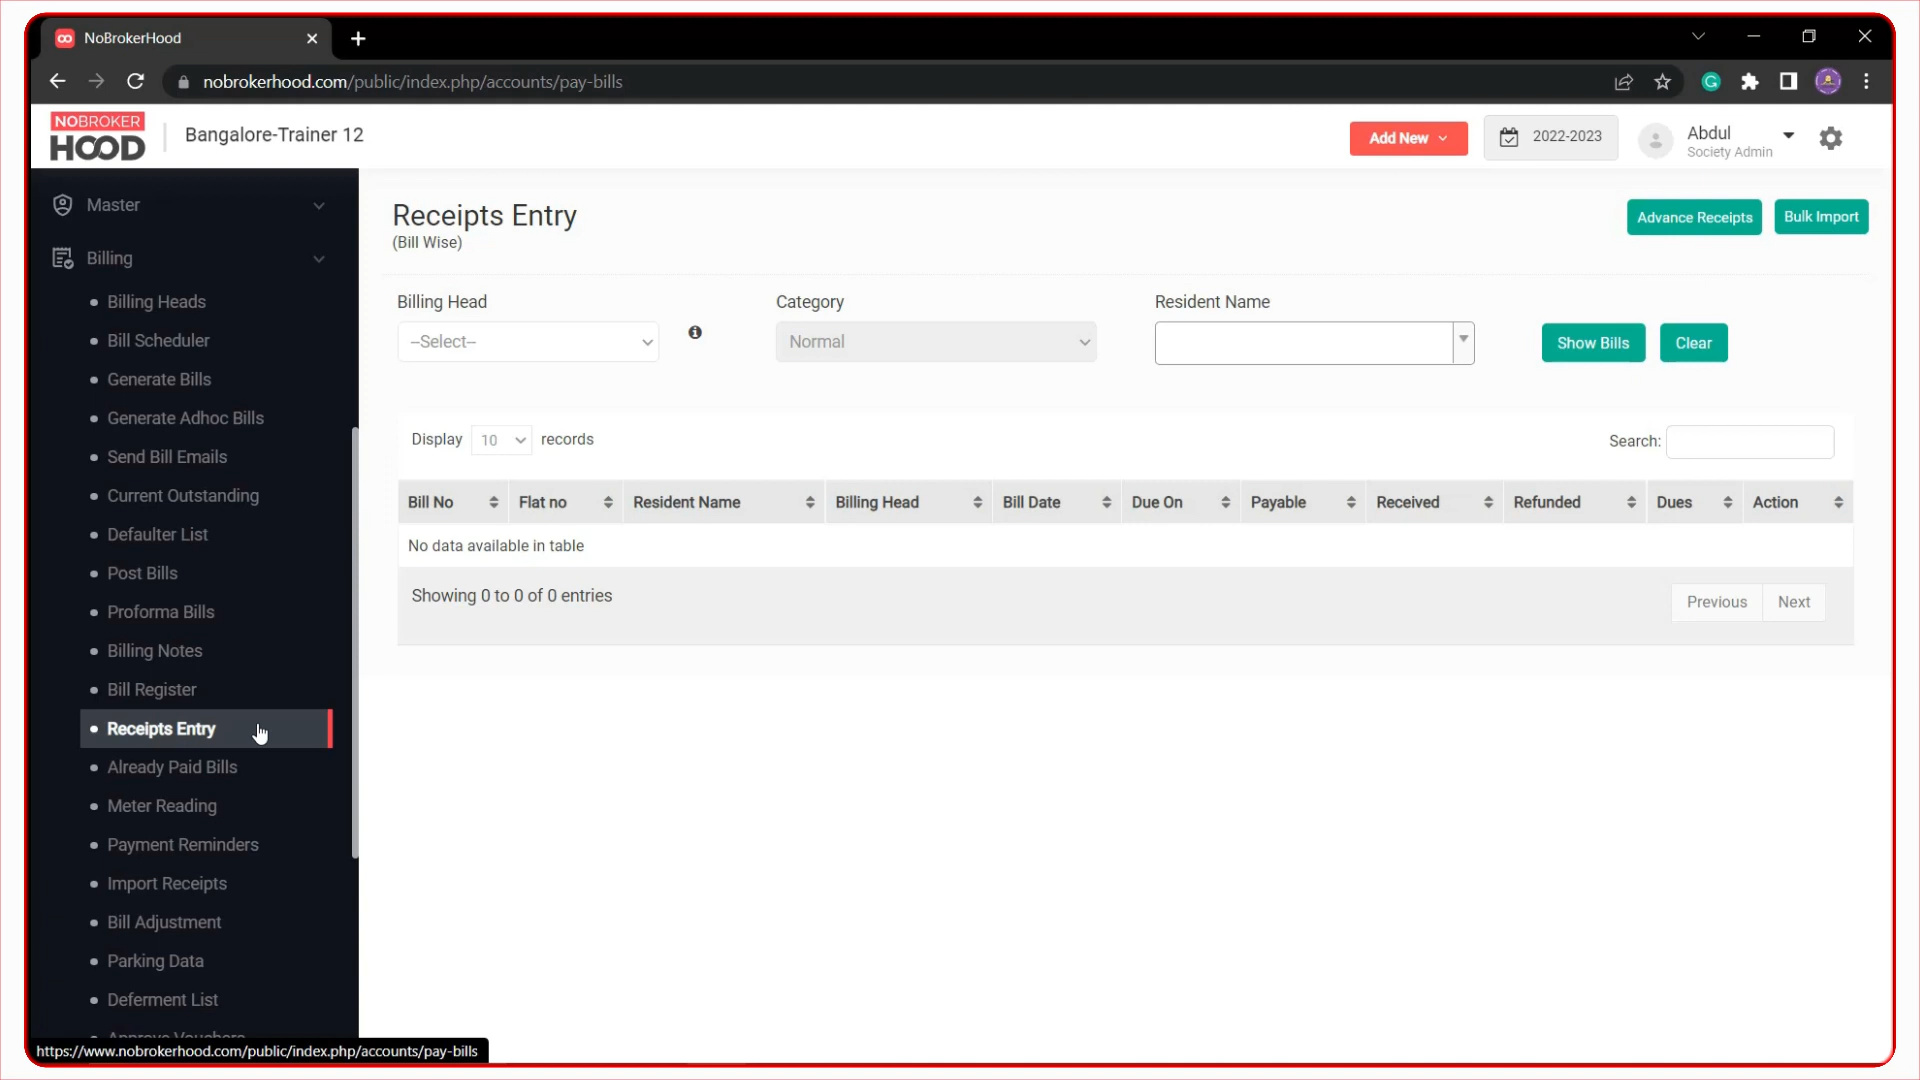 NoBrokerHood
nobrokerhood.com/public/index.php/accounts/pay-bills
NOBROKER
HOOD
Bangalore-Trainer 12
Add New
2022-2023
Abdul
Society Admin
Master
Billing
Billing Heads
Bill Scheduler
Generate Bills
Generate Adhoc Bills
Send Bill Emails
Current Outstanding
Defaulter List
Post Bills
Proforma Bills
Billing Notes
Bill Register
Receipts Entry
Already Paid Bills
Meter Reading
Payment Reminders
Import Receipts
Bill Adjustment
Parking Data
Deferment List
Approve Vouchers
https://www.nobrokerhood.com/public/index.php/accounts/pay-bills
Receipts Entry
(Bill Wise)
Advance Receipts
Bulk Import
Billing Head
Category
Resident Name
--Select--
Normal
Show Bills
Clear
Display 10 records
Search:
Bill No Flat no Resident Name Billing Head Bill Date Due On Payable Received Refunded Dues Action
No data available in table
Showing 0 to 0 of 0 entries
Previous Next